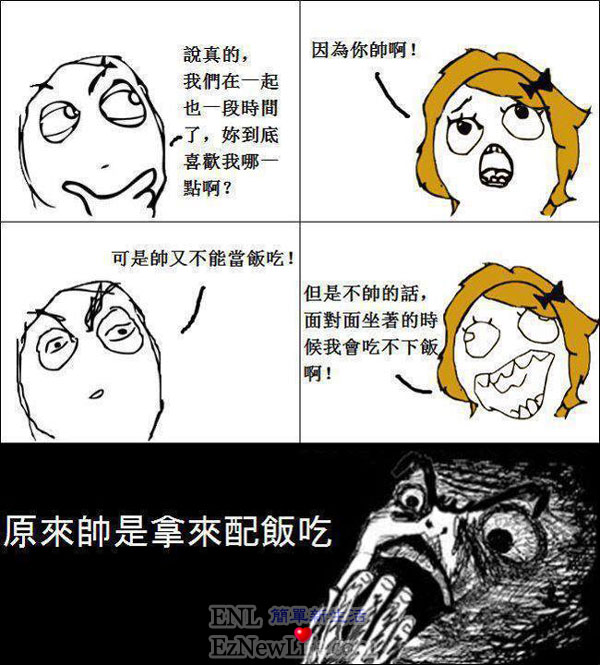 說真的，
我們在一起
也一段時間
了，妳到底
喜歡我哪一
點啊？
因為你帥啊！
可是帥又不能當飯吃！
但是不帥的話，
面對面坐著的時
候我會吃不下飯
啊！
原來帥是拿來配飯吃
ENL 簡單新生活